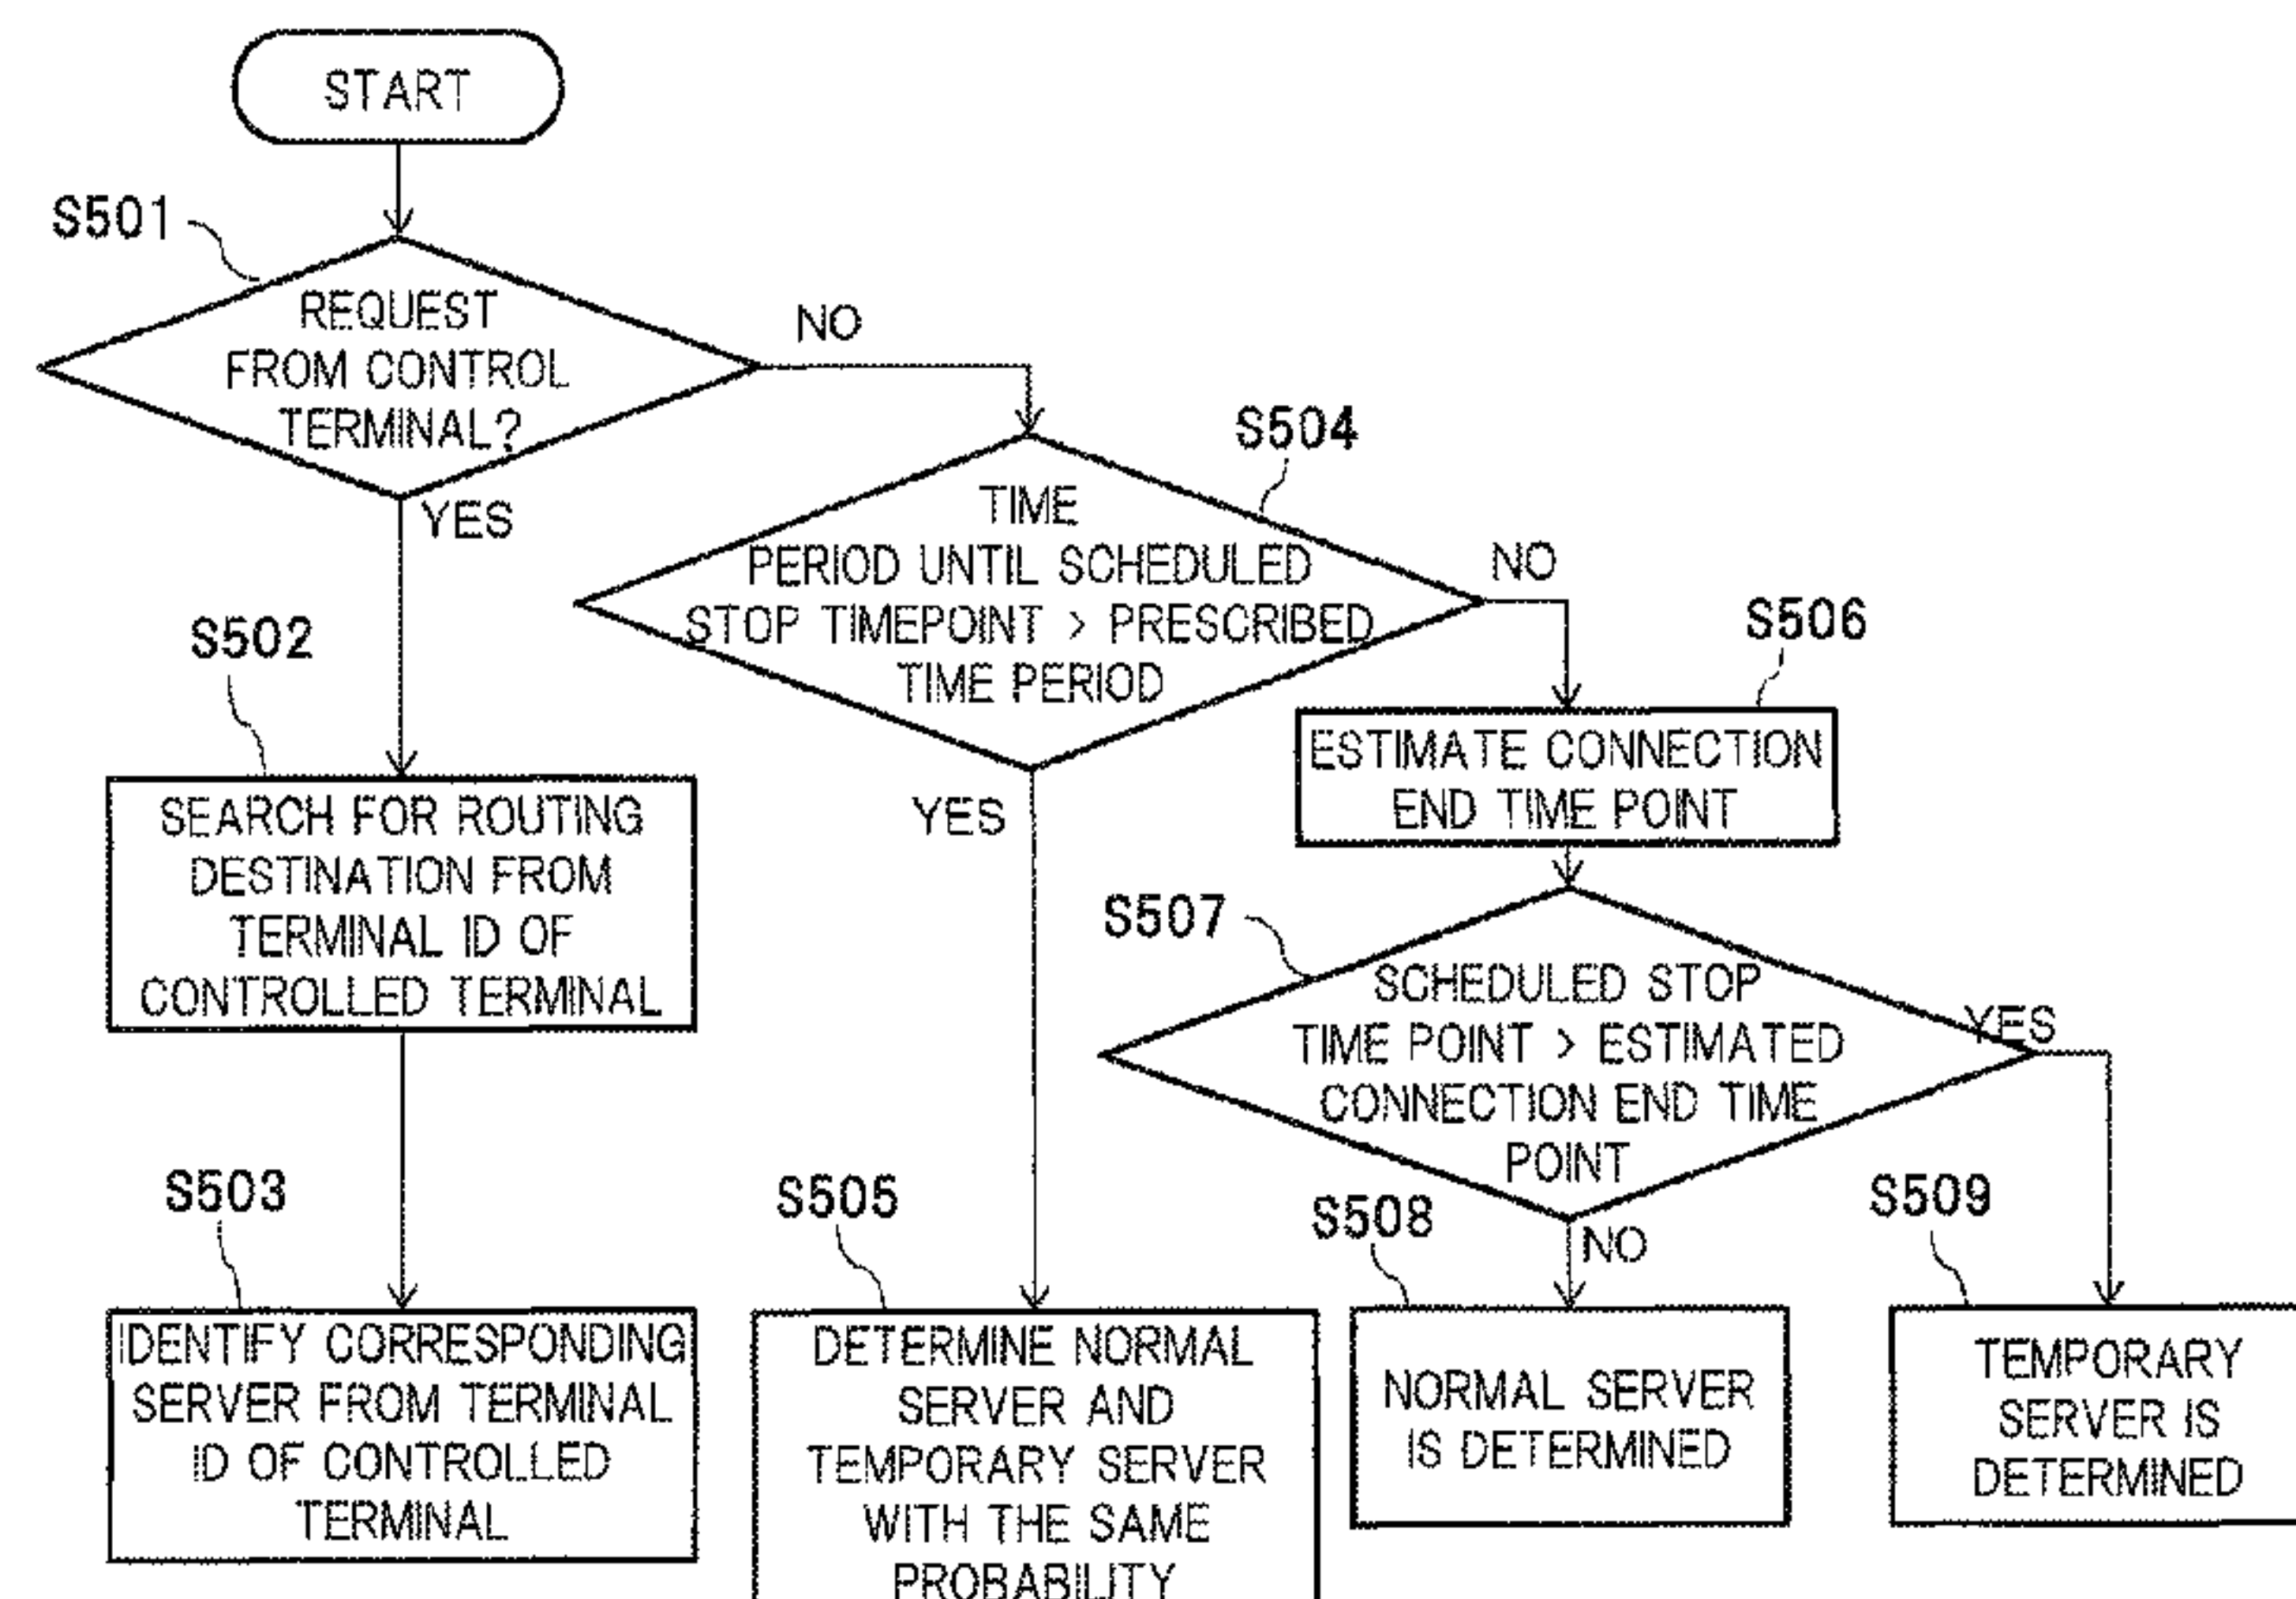 START
S501
REQUEST
FROM CONTROL
TERMINAL?
NO
YES
S502
SEARCH FOR ROUTING
DESTINATION FROM
TERMINAL ID OF
CONTROLLED TERMINAL
S503
IDENTIFY CORRESPONDING
SERVER FROM TERMINAL
ID OF CONTROLLED
TERMINAL
S504
TIME
PERIOD UNTIL SCHEDULED
STOP TIMEPOINT > PRESCRIBED
TIME PERIOD
NO
YES
S505
DETERMINE NORMAL
SERVER AND
TEMPORARY SERVER
WITH THE SAME
PROBABILITY
S506
ESTIMATE CONNECTION
END TIME POINT
S507
SCHEDULED STOP
TIME POINT > ESTIMATED
CONNECTION END TIME
POINT
YES
NO
S508
NORMAL SERVER
IS DETERMINED
S509
TEMPORARY
SERVER IS
DETERMINED